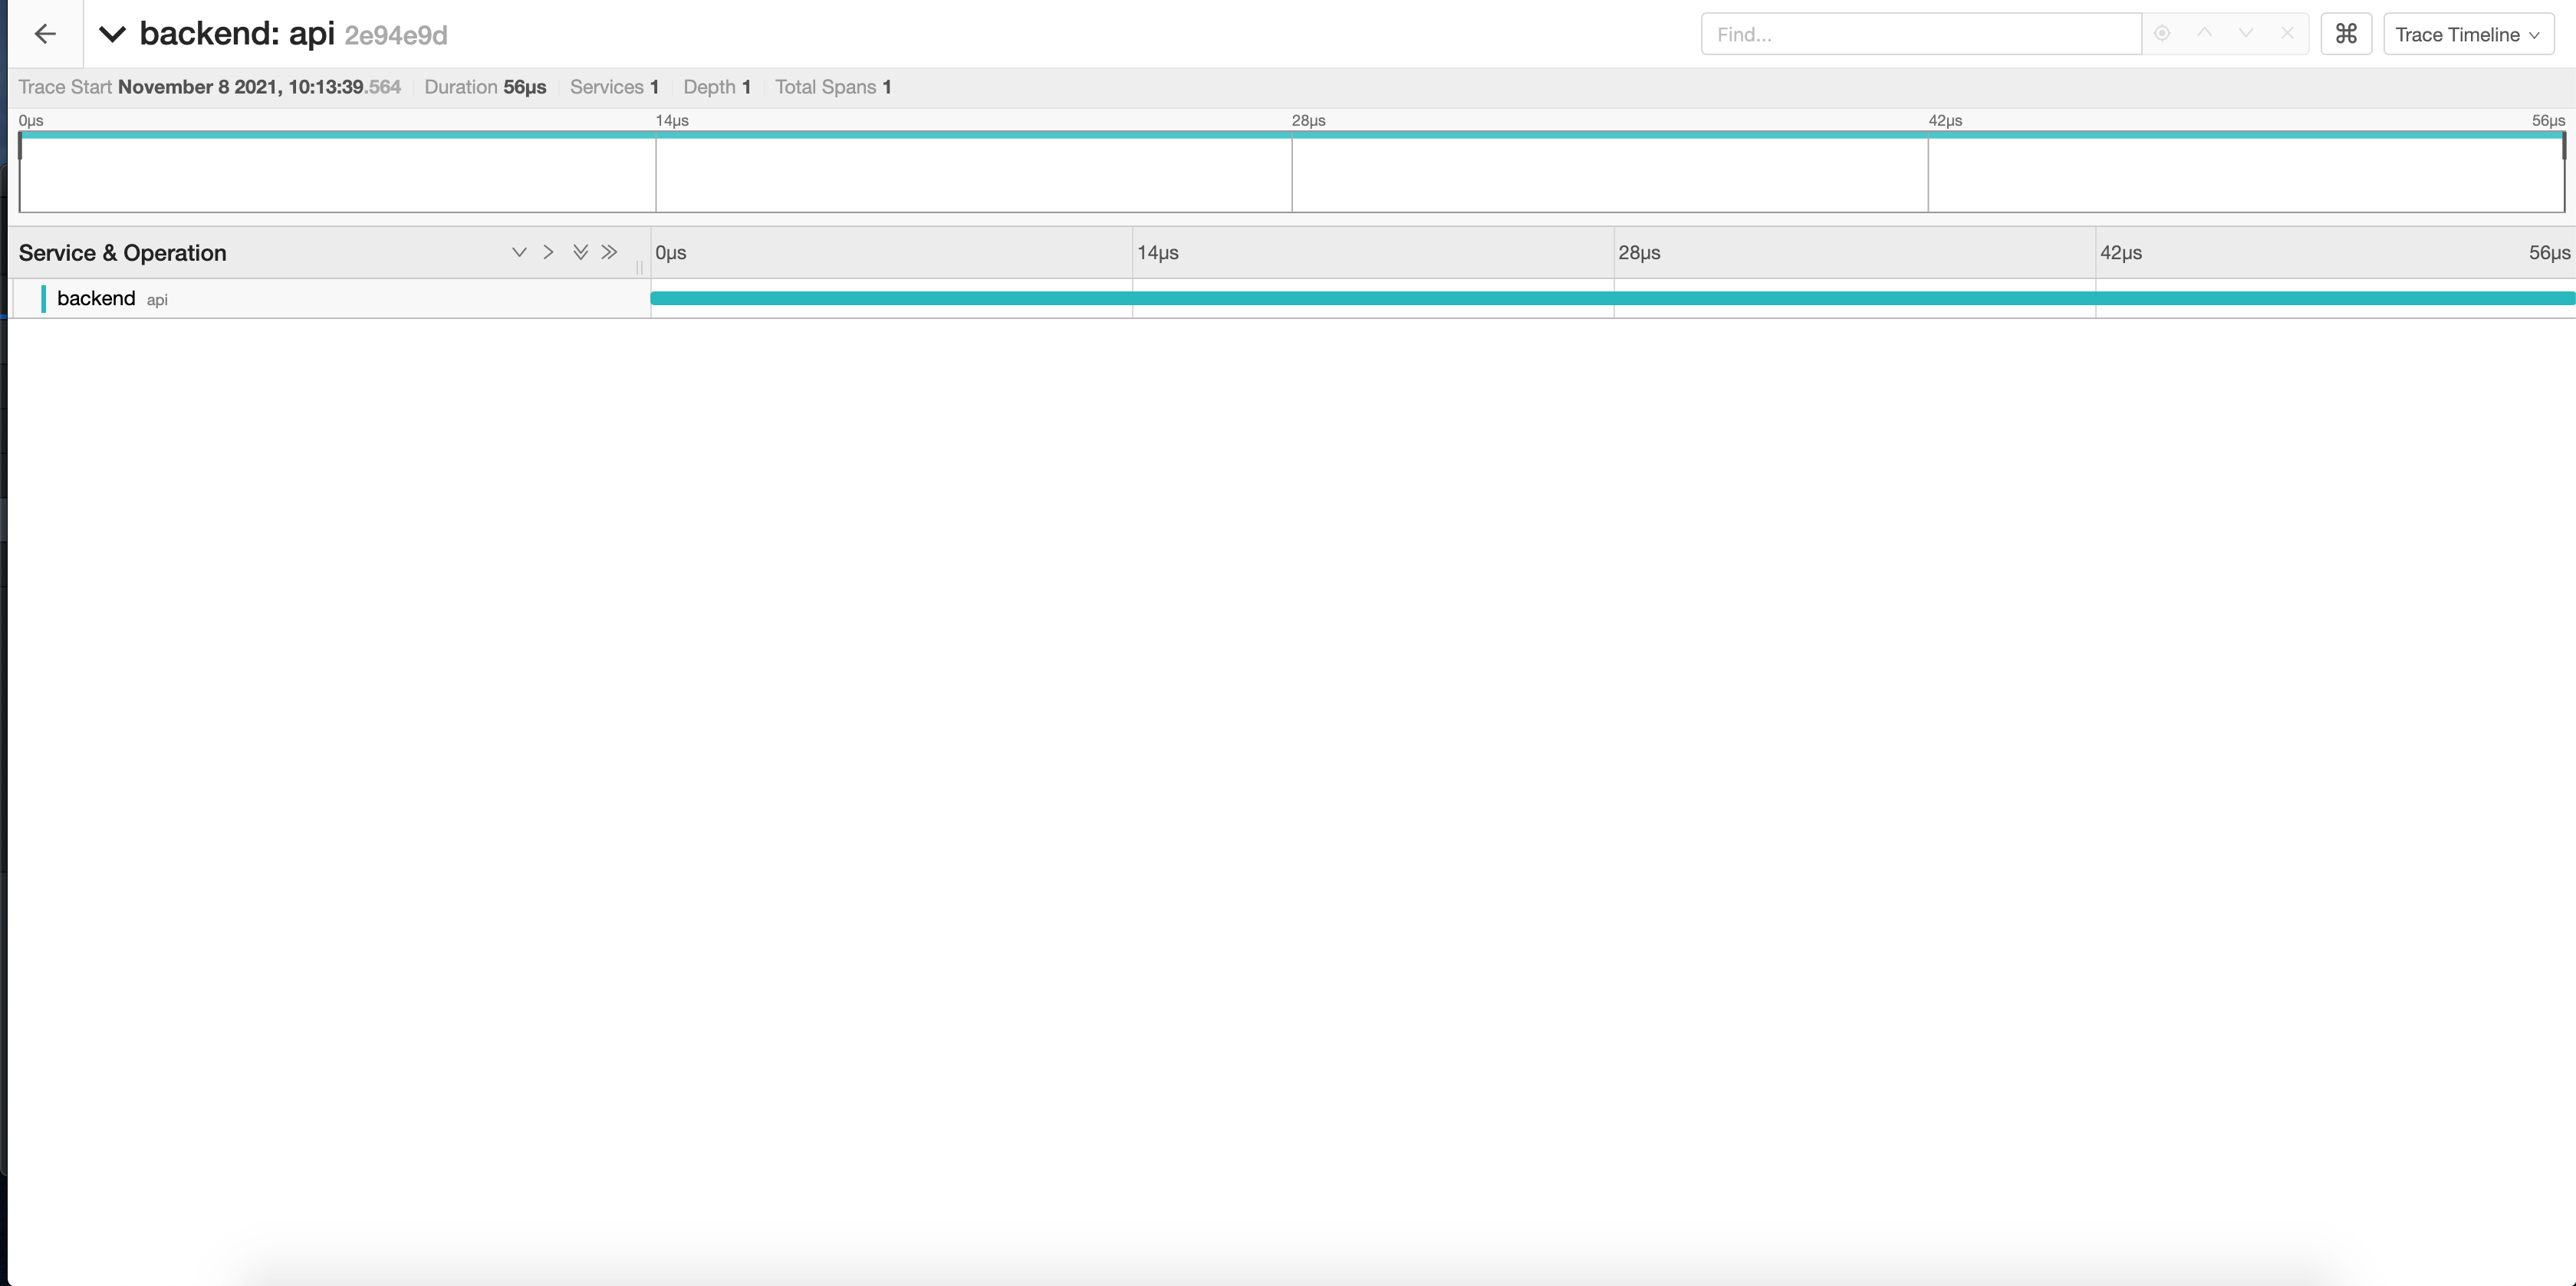 backend: api 2e94e9d
Find...
⌘
Trace Timeline
Trace Start November 8 2021, 10:13:39.564 Duration 56μs Services 1 Depth 1 Total Spans 1
0μs 14μs 28μs 42μs 56μs
Service & Operation 0μs 14μs 28μs 42μs 56μs
backend api